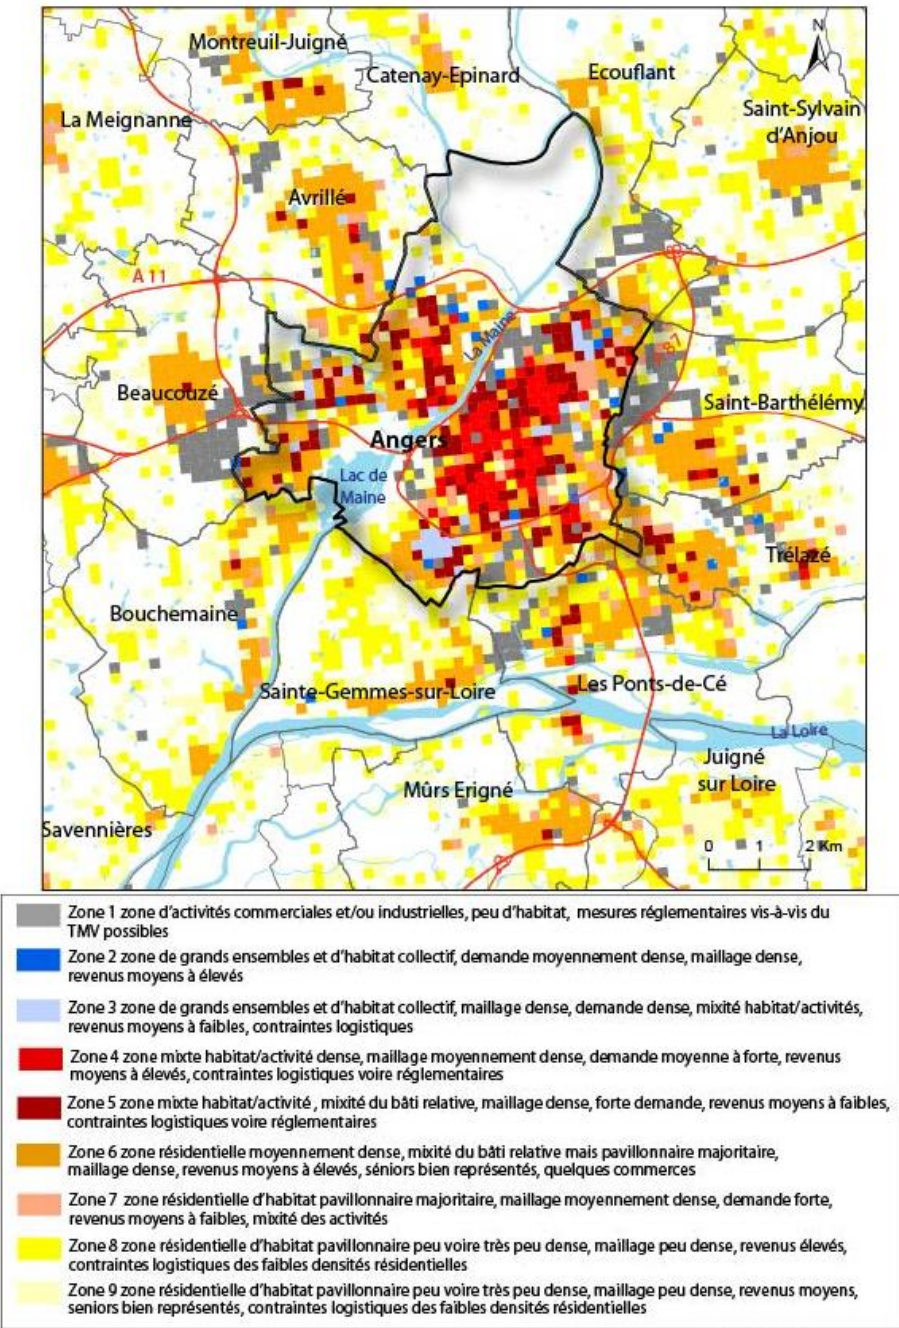 N
Montreuil-Juigné
Catenay-Epinard
Ecouflant
La Meignanne
Saint-Sylvain
d'Anjou
Avrillé
A 11
La Maine
87
Beaucouzé
Saint-Barthélémy
Angers
Lac de
Maine
Trélazé
Bouchemaine
Sainte-Gemmes-sur-Loire
Les Ponts-de-Cé
La Loire
Juigné
sur Loire
Mûrs Erigné
Savennières
0 1 2 Km
Zone 1 zone d'activités commerciales et/ou industrielles, peu d'habitat, mesures réglementaires vis-à-vis du
TMV possibles
Zone 2 zone de grands ensembles et d'habitat collectif, demande moyennement dense, maillage dense,
revenus moyens à élevés
Zone 3 zone de grands ensembles et d'habitat collectif, maillage dense, demande dense, mixité habitat/activités,
revenus moyens à faibles, contraintes logistiques
Zone 4 zone mixte habitat/activité dense, maillage moyennement dense, demande moyenne à forte, revenus
moyens à élevés, contraintes logistiques voire réglementaires
Zone 5 zone mixte habitat/activité , mixité du bâti relative, maillage dense, forte demande, revenus moyens à faibles,
contraintes logistiques voire réglementaires
Zone 6 zone résidentielle moyennement dense, mixité du bâti relative mais pavillonnaire majoritaire,
maillage dense, revenus moyens à élevés, séniors bien représentés, quelques commerces
Zone 7 zone résidentielle d'habitat pavillonnaire majoritaire, maillage moyennement dense, demande forte,
revenus moyens à faibles, mixité des activités
Zone 8 zone résidentielle d'habitat pavillonnaire peu voire très peu dense, maillage peu dense, revenus élevés,
contraintes logistiques des faibles densités résidentielles
Zone 9 zone résidentielle d'habitat pavillonnaire peu voire très peu dense, maillage peu dense, revenus moyens,
seniors bien représentés, contraintes logistiques des faibles densités résidentielles